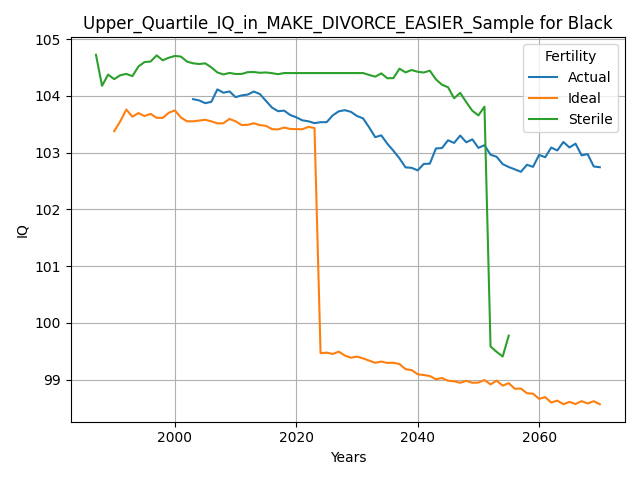 Upper_Quartile_IQ_in_MAKE_DIVORCE_EASIER_Sample for Black
105
104
103
102
101
100
99
IQ
2000
2020
2040
2060
Years
Fertility
Actual
Ideal
Sterile